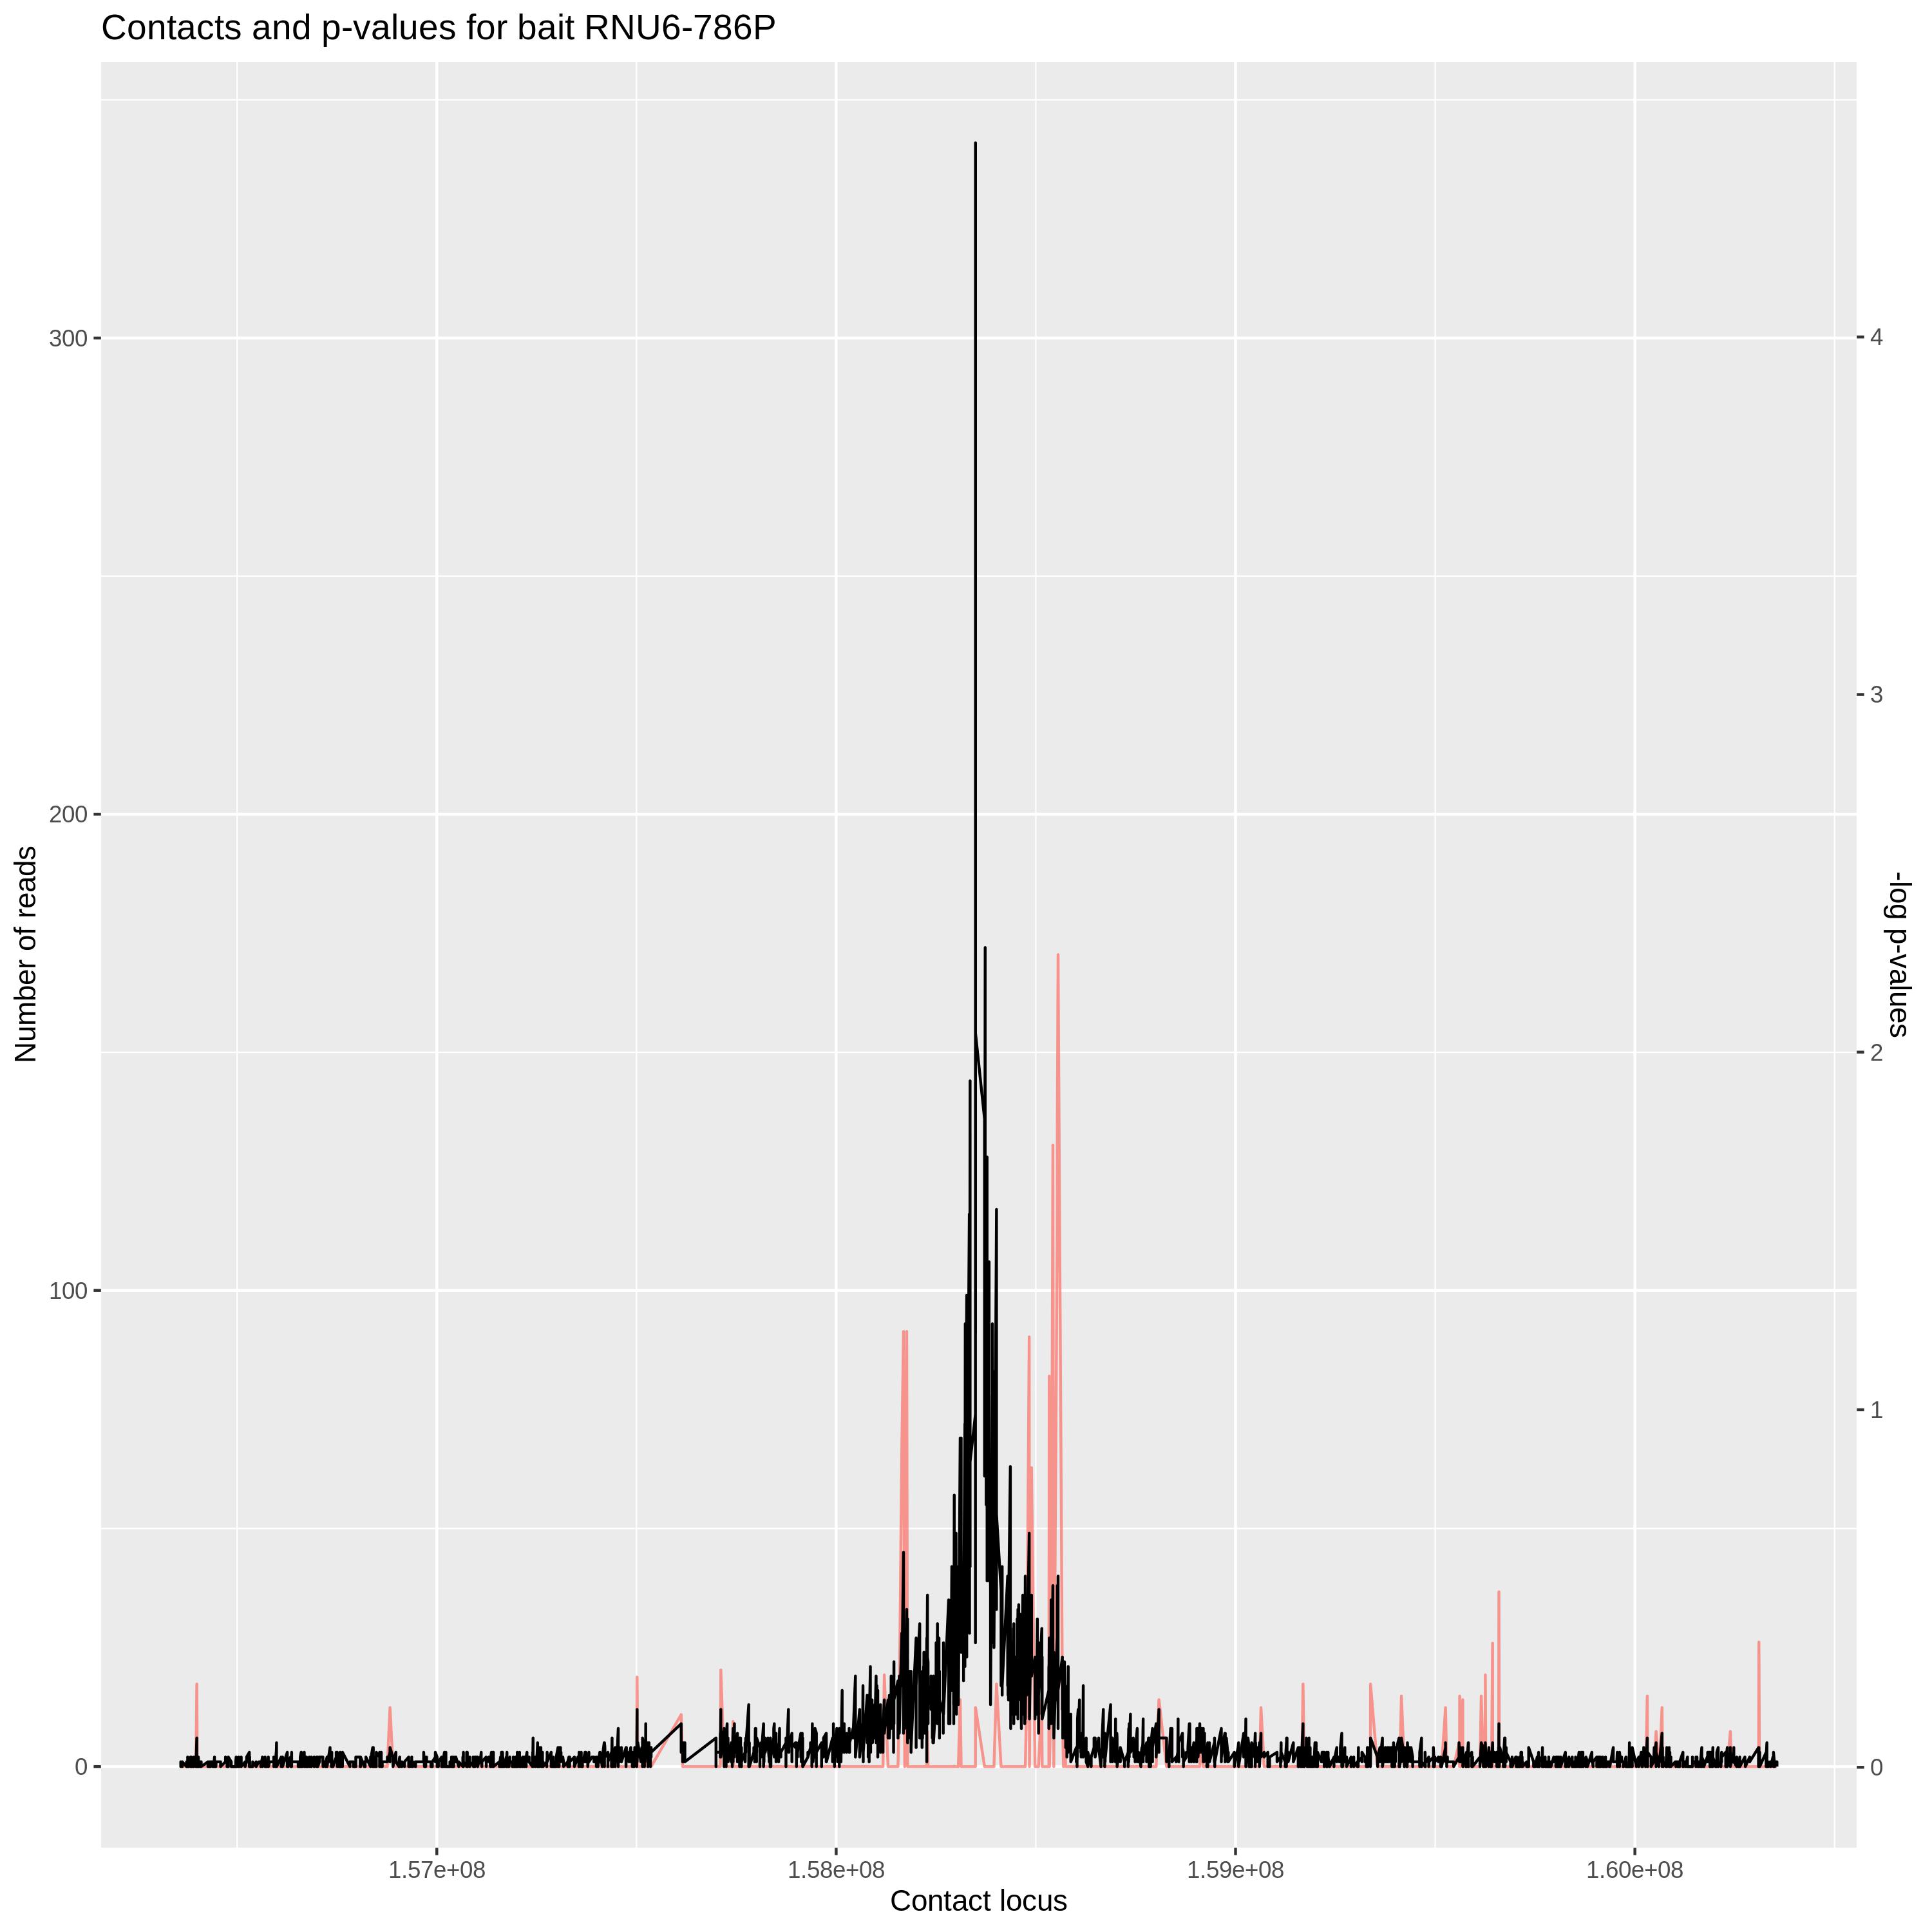 Contacts and p-values for bait RNU6-786P
300
200
100
0
4
3
2
1
0
Number of reads
-log p-values
1.57e+08
1.58e+08
1.59e+08
1.60e+08
Contact locus